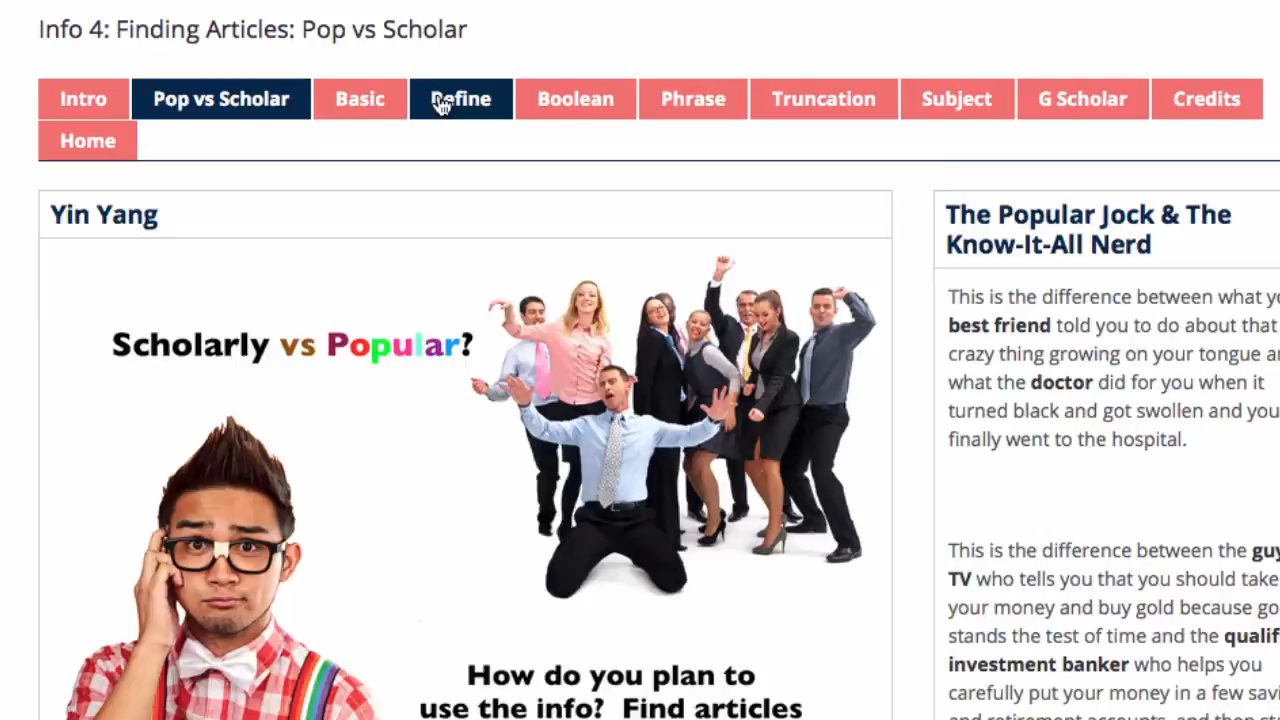 Info 4: Finding Articles: Pop vs Scholar
Intro Pop vs Scholar Basic Define Boolean Phrase Truncation Subject G Scholar Credits
Home
Yin Yang
Scholarly vs Popular?
How do you plan to
use the info? Find articles
The Popular Jock & The
Know-It-All Nerd
This is the difference between what
best friend told you to do about that
crazy thing growing on your tongue
what the doctor did for you when it
turned black and got swollen and you
finally went to the hospital.
This is the difference between the
TV who tells you that you should take
your money and buy gold because
stands the test of time and the
investment banker who helps you
carefully put your money in a few
and retirement accounts, and then